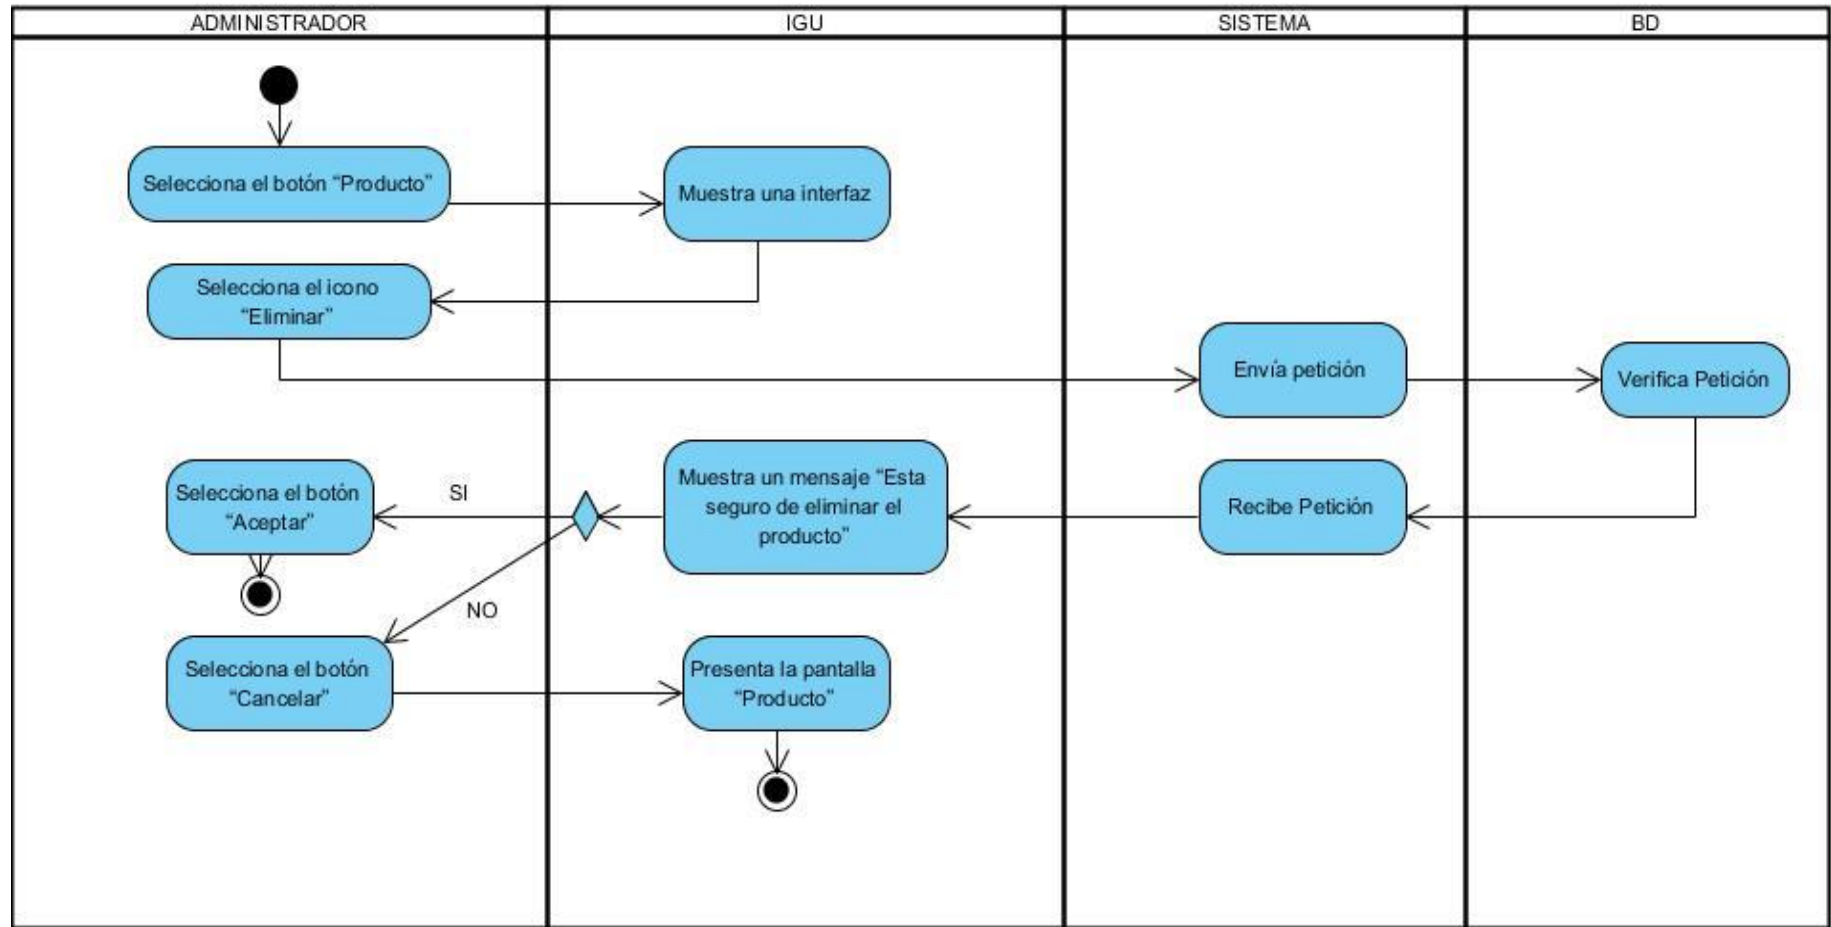 ADMINISTRADOR
IGU
SISTEMA
BD
Selecciona el botón “Producto”
Muestra una interfaz
Selecciona el icono
“Eliminar”
Envía petición
Verifica Petición
Selecciona el botón
“Aceptar”
SI
Muestra un mensaje “Esta
seguro de eliminar el
producto”
Recibe Petición
NO
Selecciona el botón
“Cancelar”
Presenta la pantalla
“Producto”